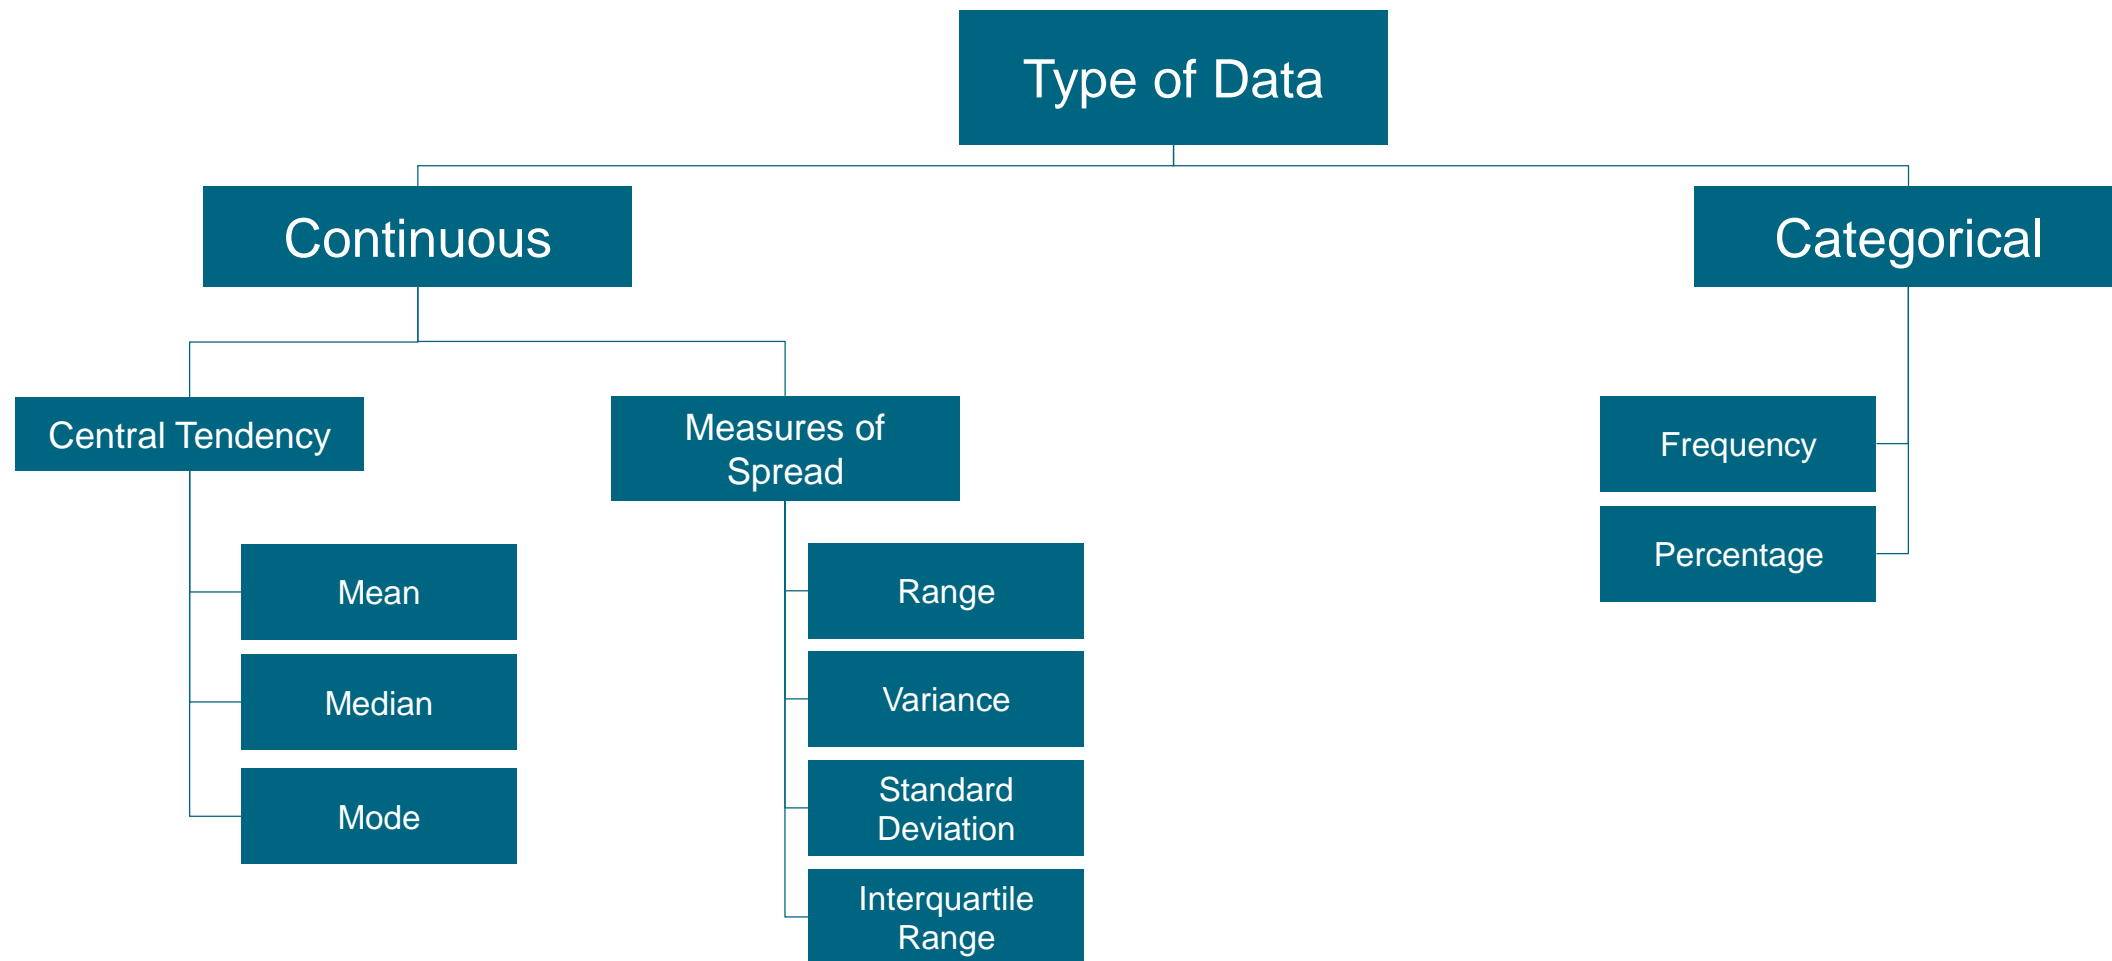 Type of Data
Continuous
Categorical
Central Tendency
Measures of
Spread
Mean
Median
Mode
Range
Variance
Standard
Deviation
Interquartile
Range
Frequency
Percentage